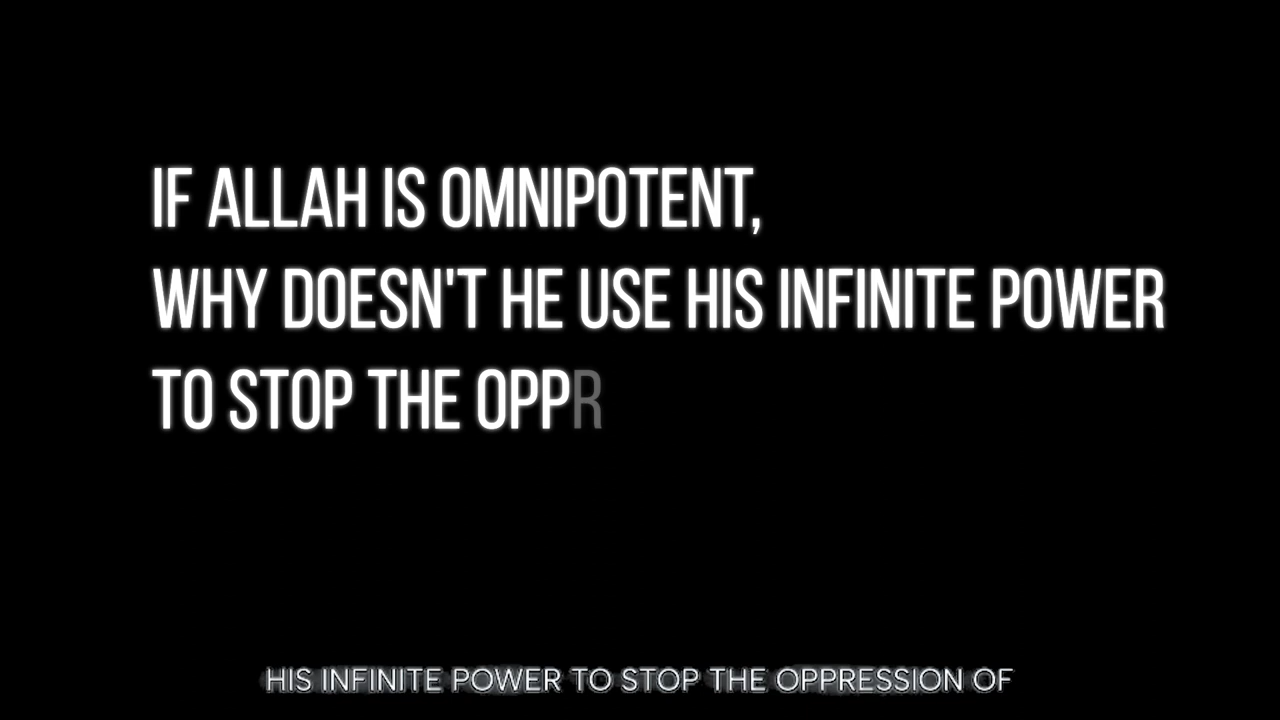 IF ALLAH IS OMNIPOTENT,
WHY DOESN'T HE USE HIS INFINITE POWER
TO STOP THE OPPR
HIS INFINITE POWER TO STOP THE OPPRESSION OF